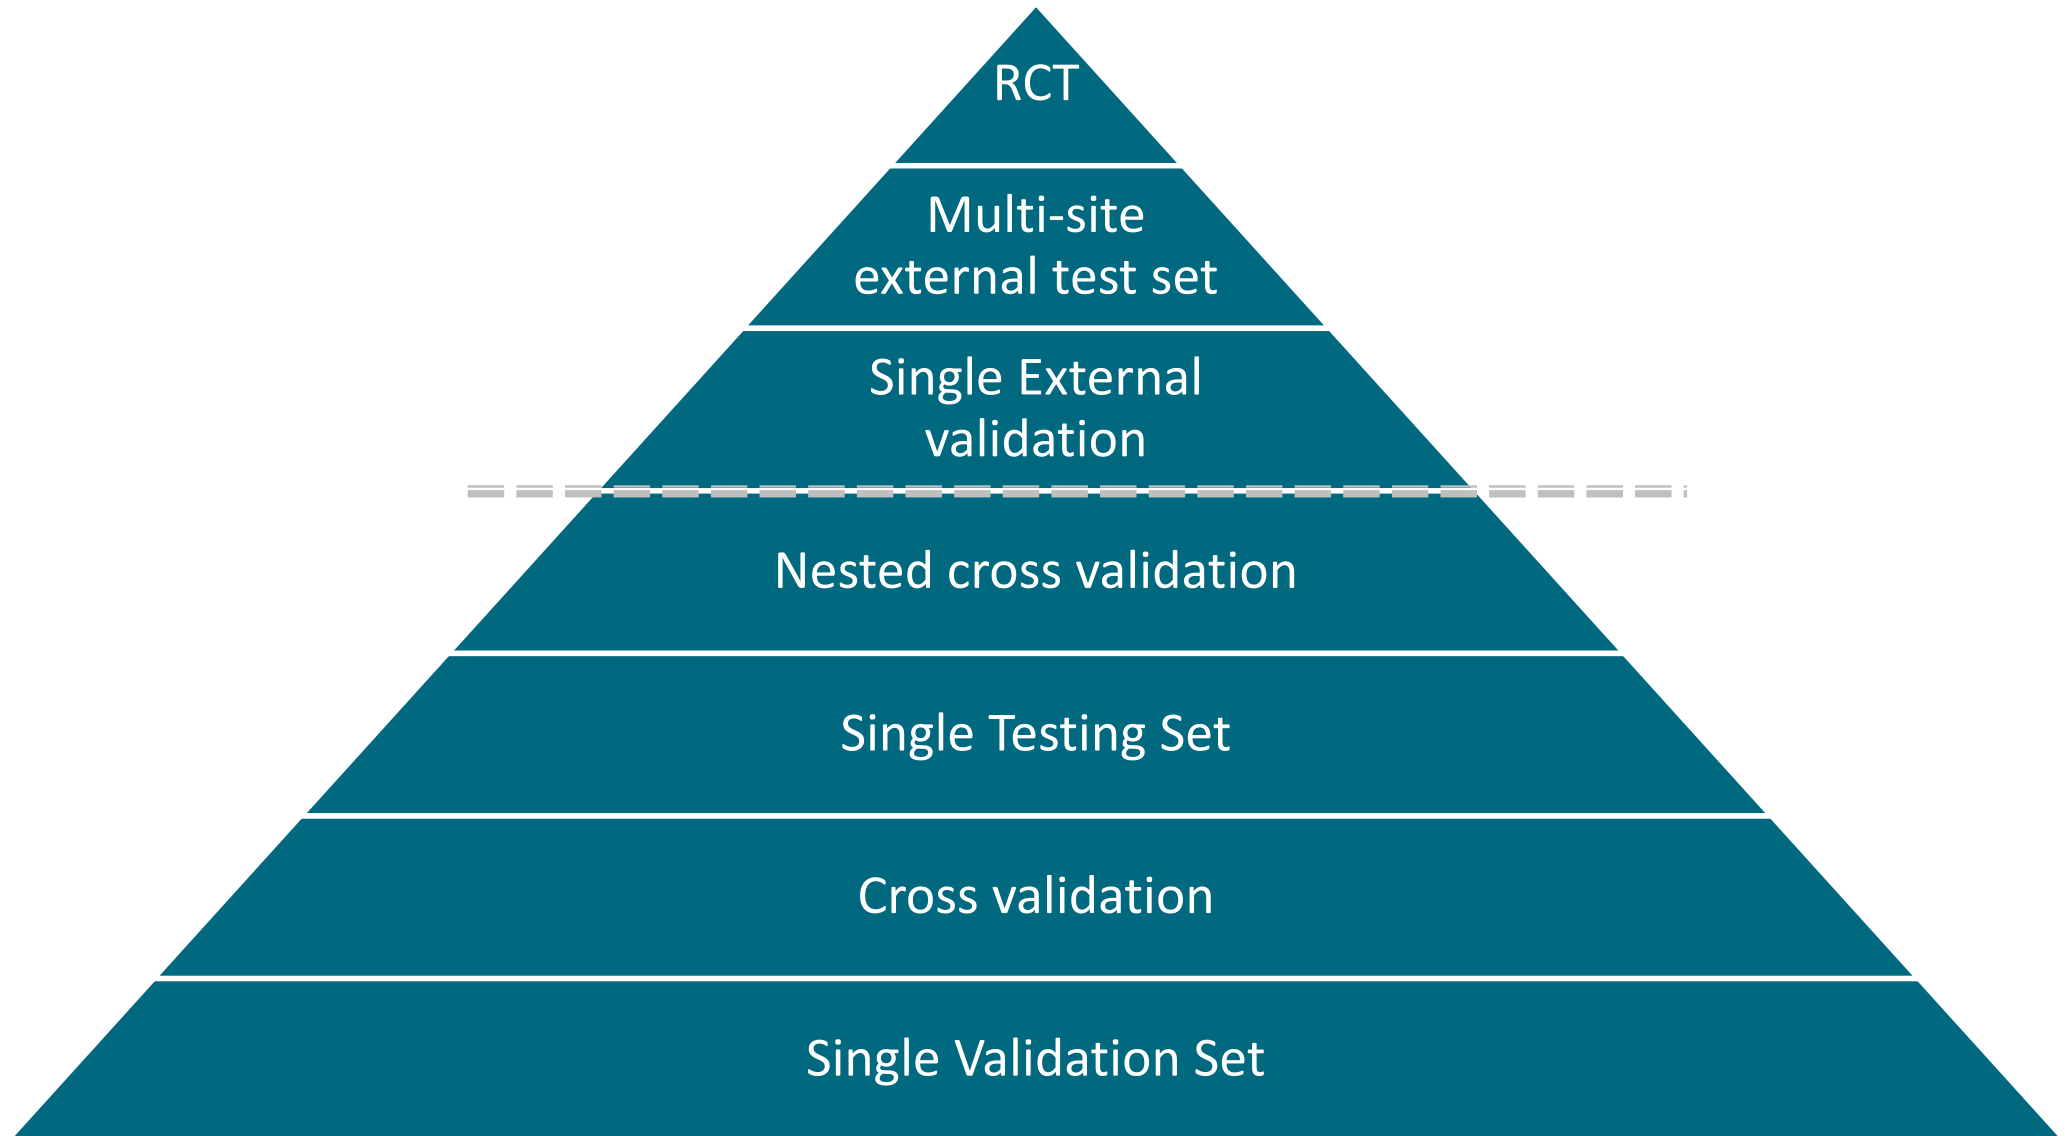 RCT
Multi-site
external test set
Single External
validation
Nested cross validation
Single Testing Set
Cross validation
Single Validation Set